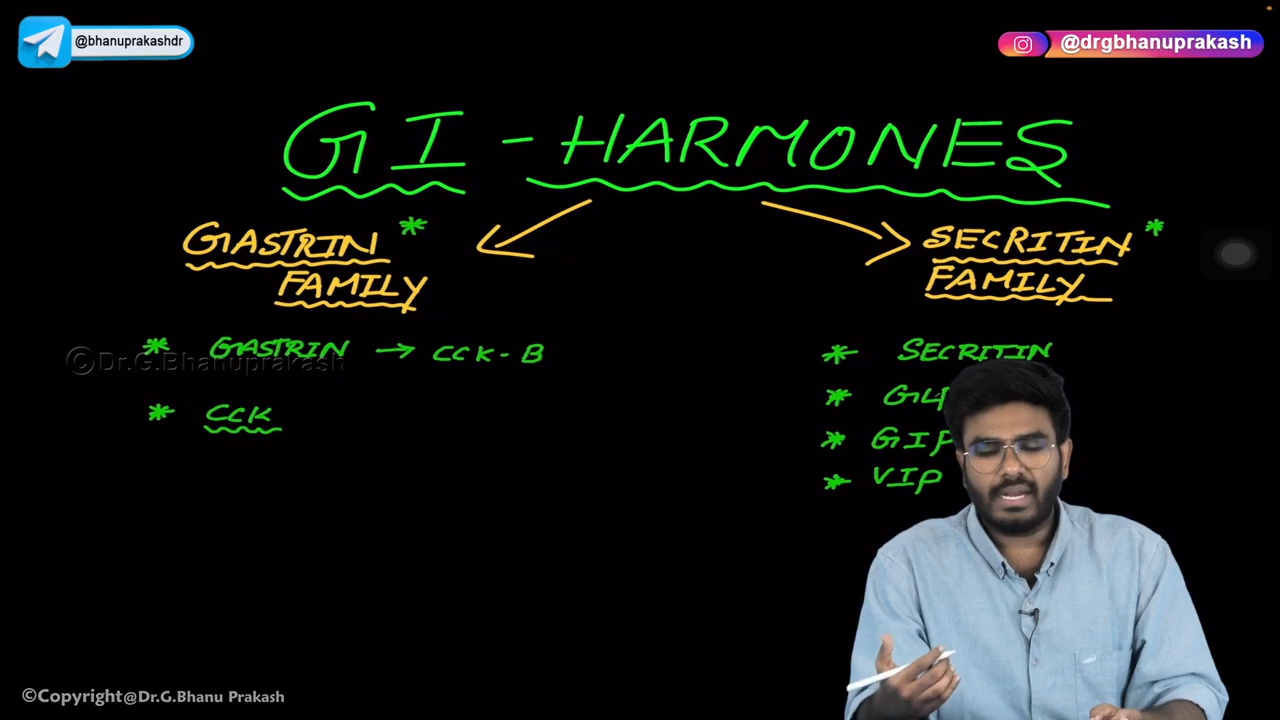 @bhanuprakashdr
@drgbhanuprakash
GI - HARMONES
GASTRIN
FAMILY
SECRITIN
FAMILY
* GASTRIN → CCK-B
©Dr.G.Bhanuprakash
* CCK
* SECRITIN
* GIP
* VIP
©Copyright@Dr.G.Bhanu Prakash